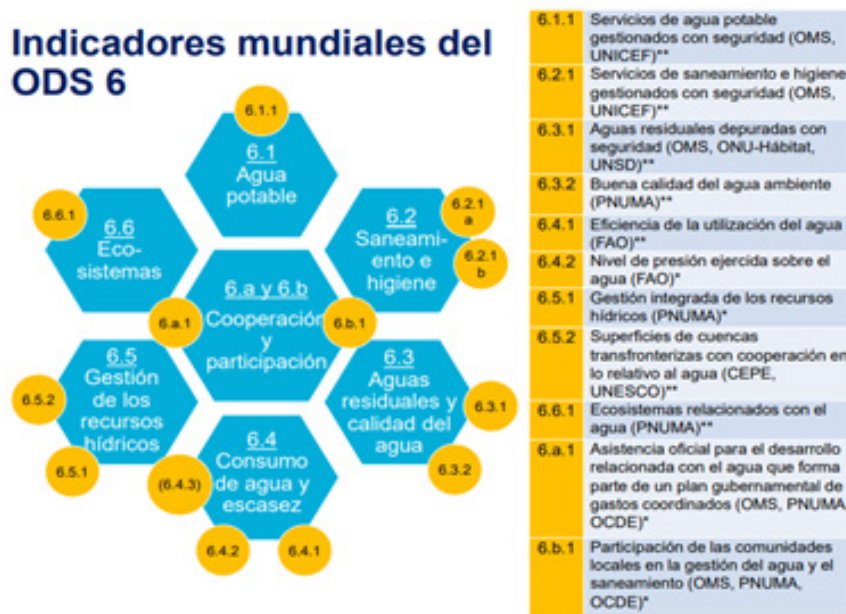 Indicadores mundiales del
ODS 6
6.1.1
6.1
Agua
potable
6.6.1
6.6
Eco-
sistemas
6.2.1
a
6.2.1
b
6.2
Saneami-
ento e
higiene
6.a y 6.b
Cooperación
y
participación
6.a.1
6.b.1
6.5
Gestión
de los
recursos
hídricos
6.5.2
6.5.1
6.3
Aguas
residuales y
calidad del
agua
6.3.1
6.3.2
6.4
Consumo
de agua y
escasez
(6.4.3)
6.4.2
6.4.1
6.1.1 Servicios de agua potable
gestionados con seguridad (OMS,
UNICEF)**
6.2.1 Servicios de saneamiento e higiene
gestionados con seguridad (OMS,
UNICEF)**
6.3.1 Aguas residuales depuradas con
seguridad (OMS, ONU-Hábitat,
UNSD)**
6.3.2 Buena calidad del agua ambiente
(PNUMA)**
6.4.1 Eficiencia de la utilización del agua
(FAO)**
6.4.2 Nivel de presión ejercida sobre el
agua (FAO)*
6.5.1 Gestión integrada de los recursos
hídricos (PNUMA)*
6.5.2 Superficies de cuencas
transfronterizas con cooperación en
lo relativo al agua (CEPE,
UNESCO)**
6.6.1 Ecosistemas relacionados con el
agua (PNUMA)**
6.a.1 Asistencia oficial para el desarrollo
relacionada con el agua que forma
parte de un plan gubernamental de
gastos coordinados (OMS, PNUMA
OCDE)*
6.b.1 Participación de las comunidades
locales en la gestión del agua y el
saneamiento (OMS, PNUMA,
OCDE)*